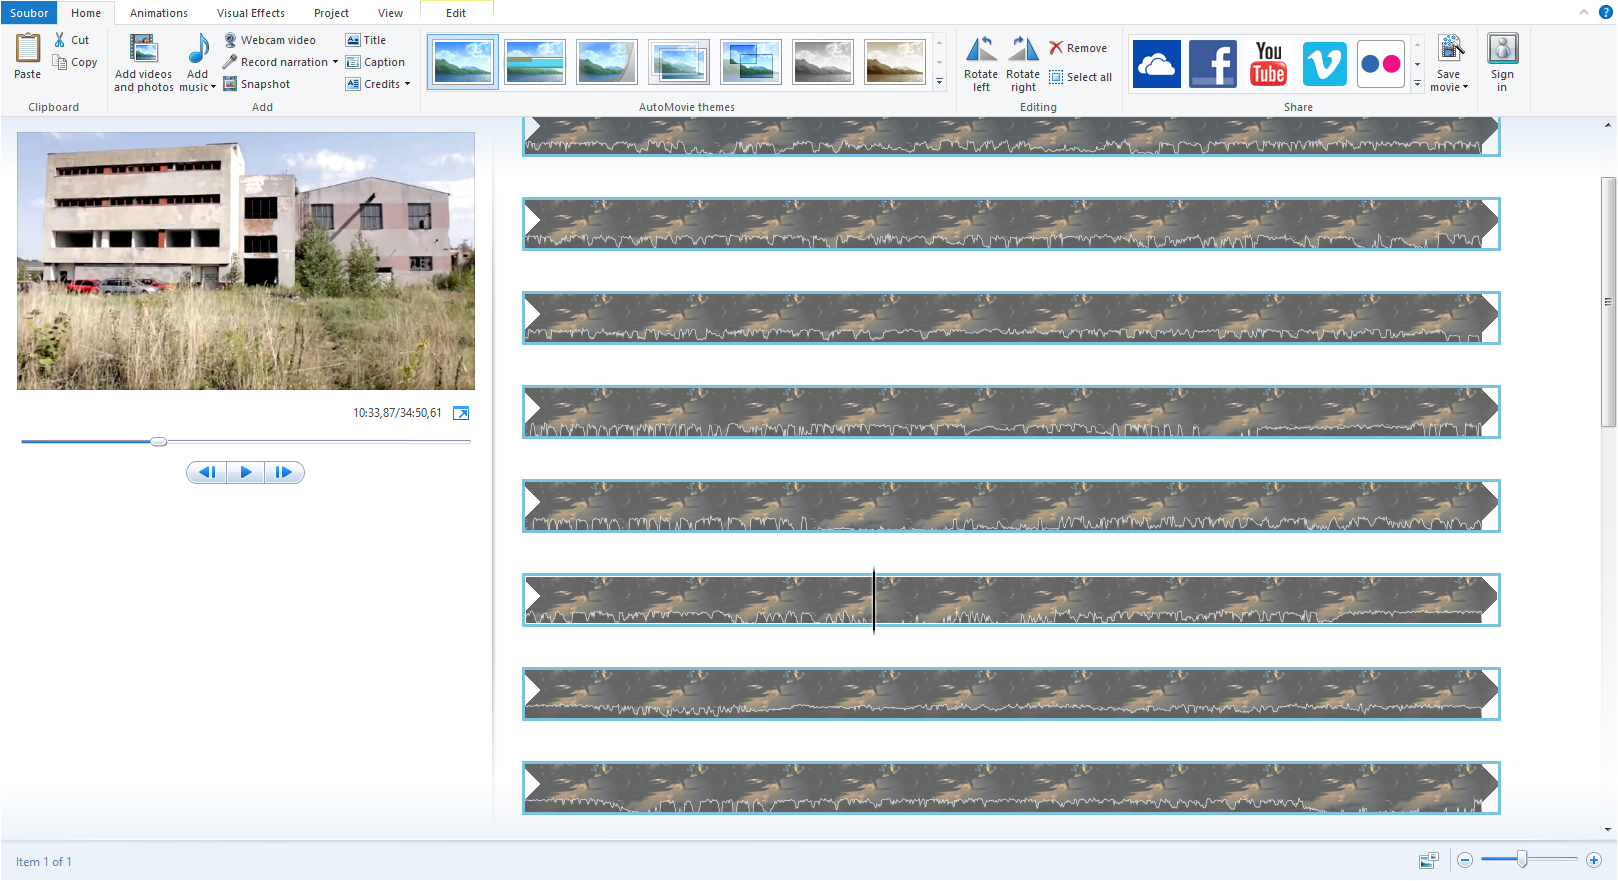 Soubor Home Animations Visual Effects Project View Edit
Paste
Cut
Copy
Clipboard
Add videos
and photos
Add
music
Webcam video
Record narration
Snapshot
Title
Caption
Credits
Add
AutoMovie themes
Rotate
left
Rotate
right
Remove
Select all
Editing
f
You
Tube
v
Share
Save
movie
Sign
in
10:33,87/34:50,61
Item 1 of 1